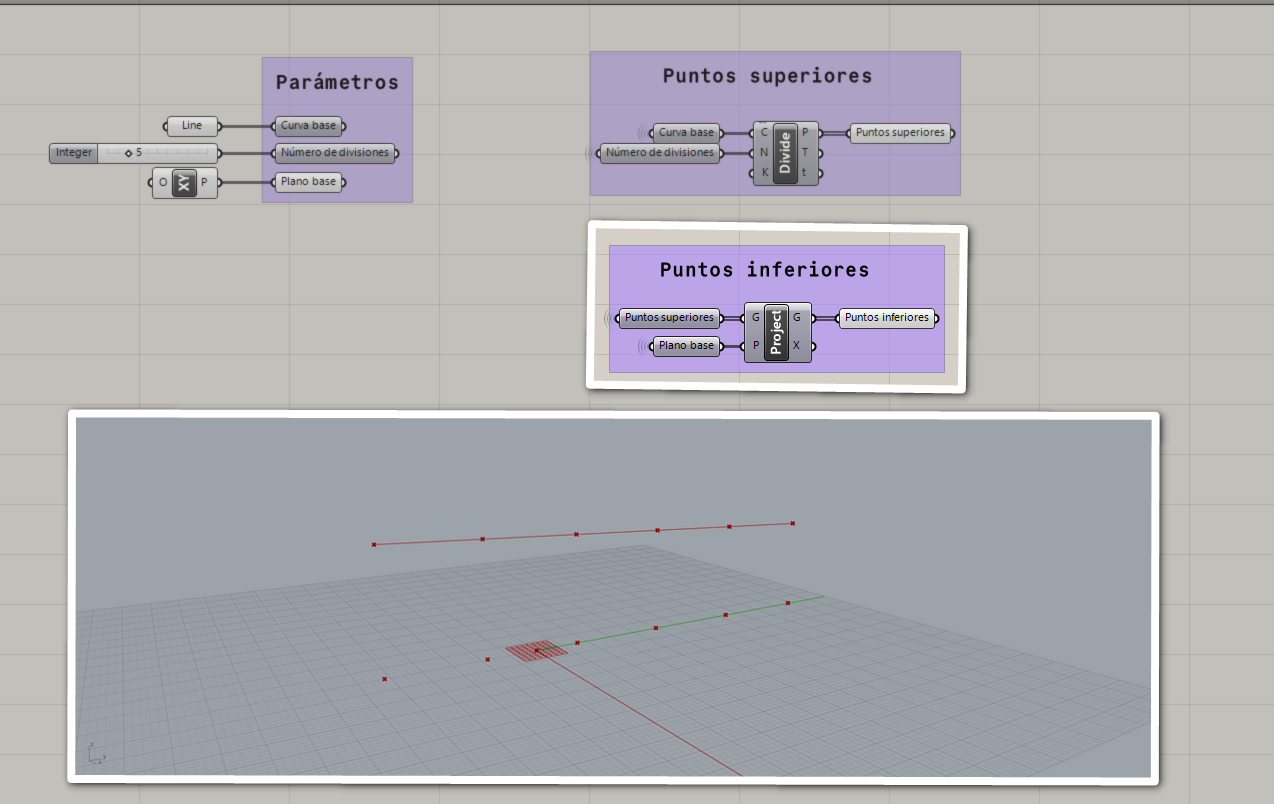 Parámetros
Line
Curva base
Integer
5
Número de divisiones
O
XY
P
Plano base
Puntos superiores
Curva base
C
P
Puntos superiores
Número de divisiones
N
Divide
T
K
t
Puntos inferiores
Puntos superiores
G
Project
G
Puntos inferiores
Plano base
P
X
z
y